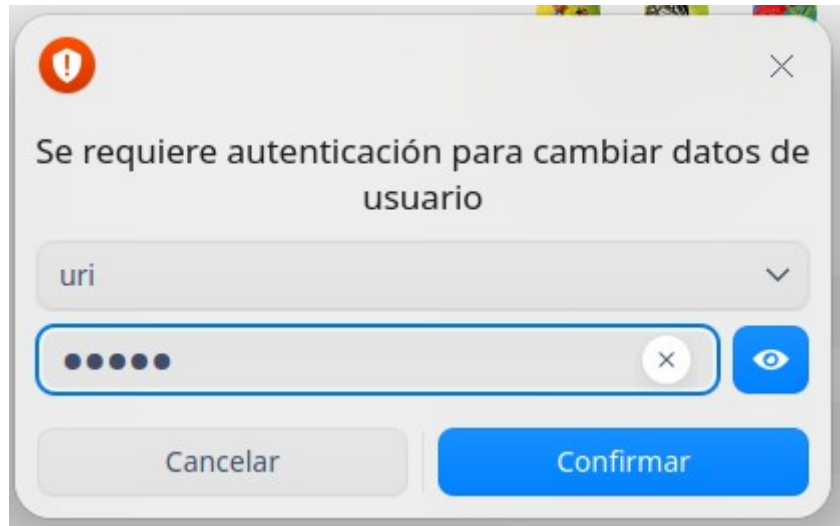 Se requiere autenticación para cambiar datos de
usuario
uri
●●●●●
Cancelar
Confirmar